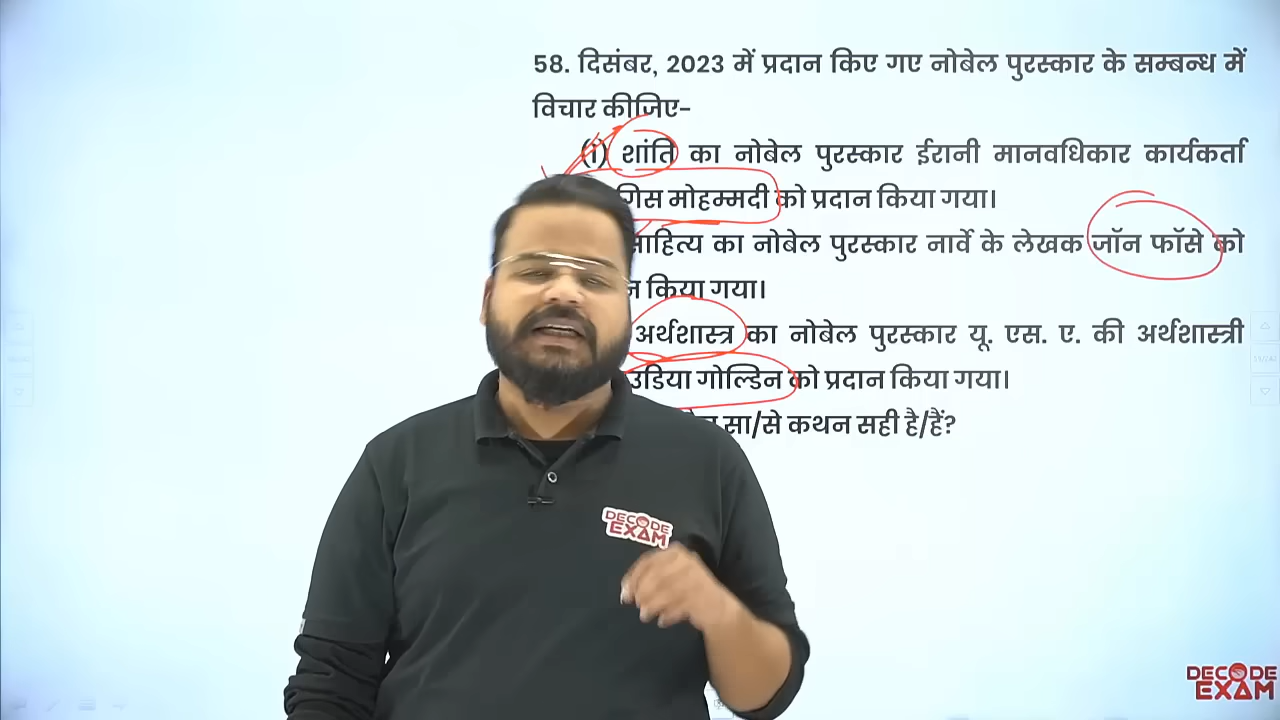 58. दिसंबर, 2023 में प्रदान किए गए नोबेल पुरस्कार के सम्बन्ध में
विचार कीजिए-
(i) शांति का नोबेल पुरस्कार ईरानी मानवधिकार कार्यकर्ता
मोहम्मदी को प्रदान किया गया।
साहित्य का नोबेल पुरस्कार नार्वे के लेखक जॉन फॉसे को
किया गया।
अर्थशास्त्र का नोबेल पुरस्कार यू. एस. ए. की अर्थशास्त्री
गोल्डिन को प्रदान किया गया।
सा/से कथन सही है/हैं?
DECODE
EXAM
DECODE
EXAM